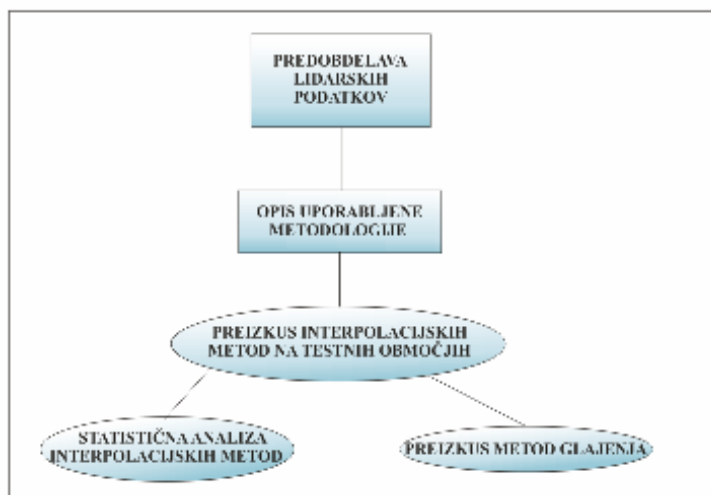 PREDOBDELAVA
LIDARSKIH
PODATKOV
OPIS UPORABLJENE
METODOLOGIJE
PREIZKUS INTERPOLACIJSKIH
METOD NA TESTNIH OBMOČJIH
STATISTIČNA ANALIZA
INTERPOLACIJSKIH METOD
PREIZKUS METOD GLAJENJA